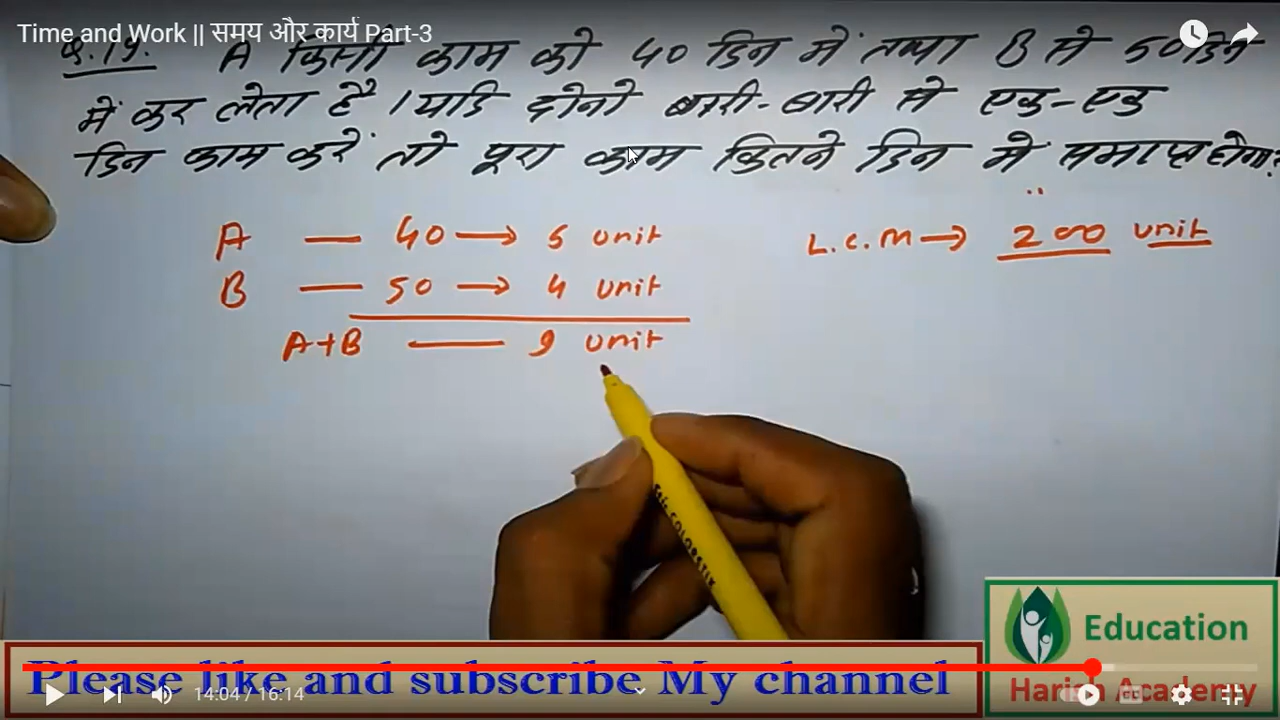 Time and Work || समय और कार्य Part-3
Q.19. A किसी काम को 40 दिन में तथा B से 50 दिन
में कर लेता है । यदि दोनो बारी-बारी से एक-एक
दिन काम करें तो पूरा काम कितने दिन में समाप्त होगा?
A — 40 → 5 unit
L.C.M → 200 unit
B — 50 → 4 unit
A+B — 9 unit
Education
Harish Academy
Please like and subscribe My channel
14:04 / 16:14